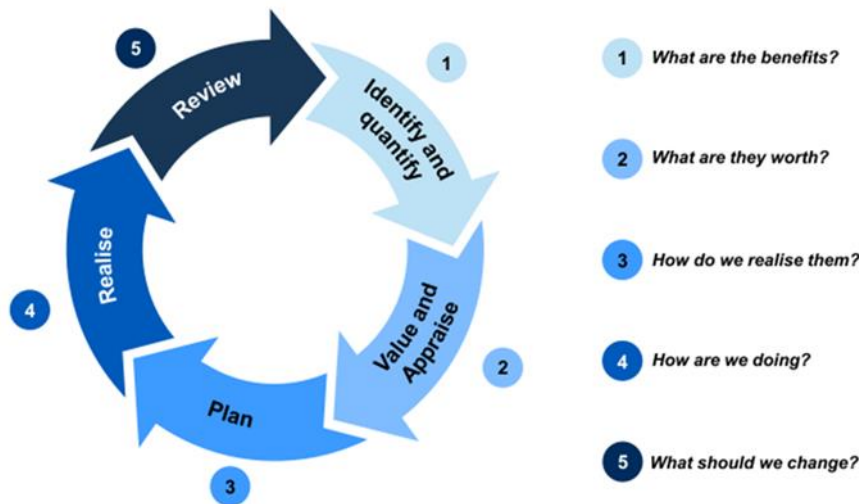 5
Review
1
Identify and
quantify
Value and
Appraise
2
Plan
3
Realise
4
1 What are the benefits?
2 What are they worth?
3 How do we realise them?
4 How are we doing?
5 What should we change?